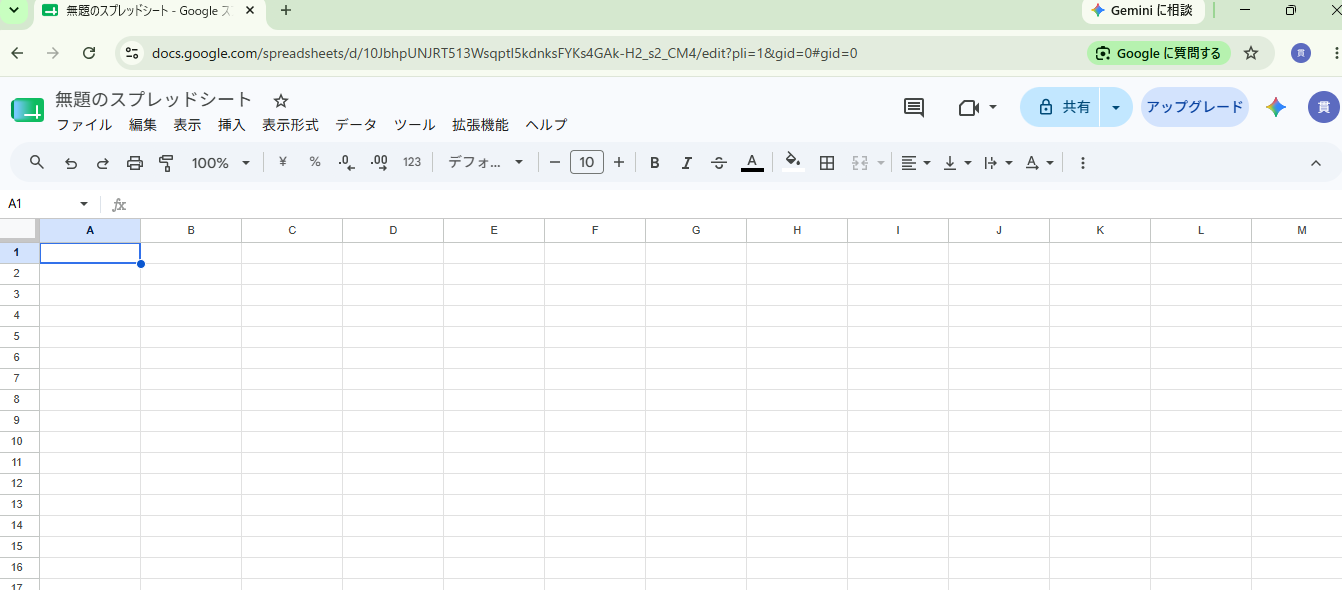 無題のスプレッドシート - Google ス
Gemini に相談
docs.google.com/spreadsheets/d/10JbhpUNJRT513WsqptI5kdnksFYKs4GAk-H2_s2_CM4/edit?pli=1&gid=0#gid=0
Google に質問する
貫
無題のスプレッドシート
共有
アップグレード
貫
ファイル 編集 表示 挿入 表示形式 データ ツール 拡張機能 ヘルプ
100% ¥ % .0 .00 123 デフォ... 10 B I A A
A1 fx
A B C D E F G H I J K L M
1
2
3
4
5
6
7
8
9
10
11
12
13
14
15
16
17